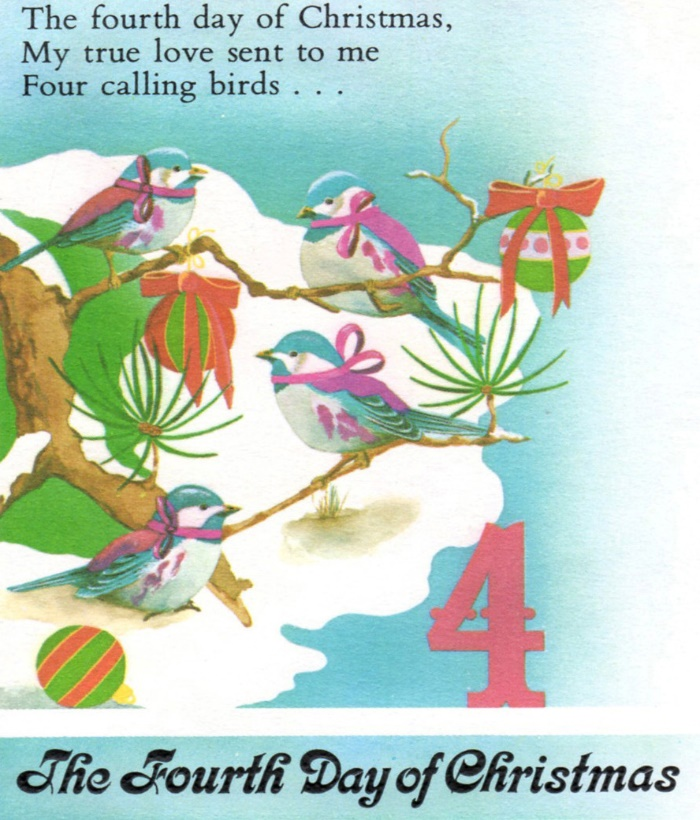 The fourth day of Christmas,
My true love sent to me
Four calling birds . . .
4
The Fourth Day of Christmas